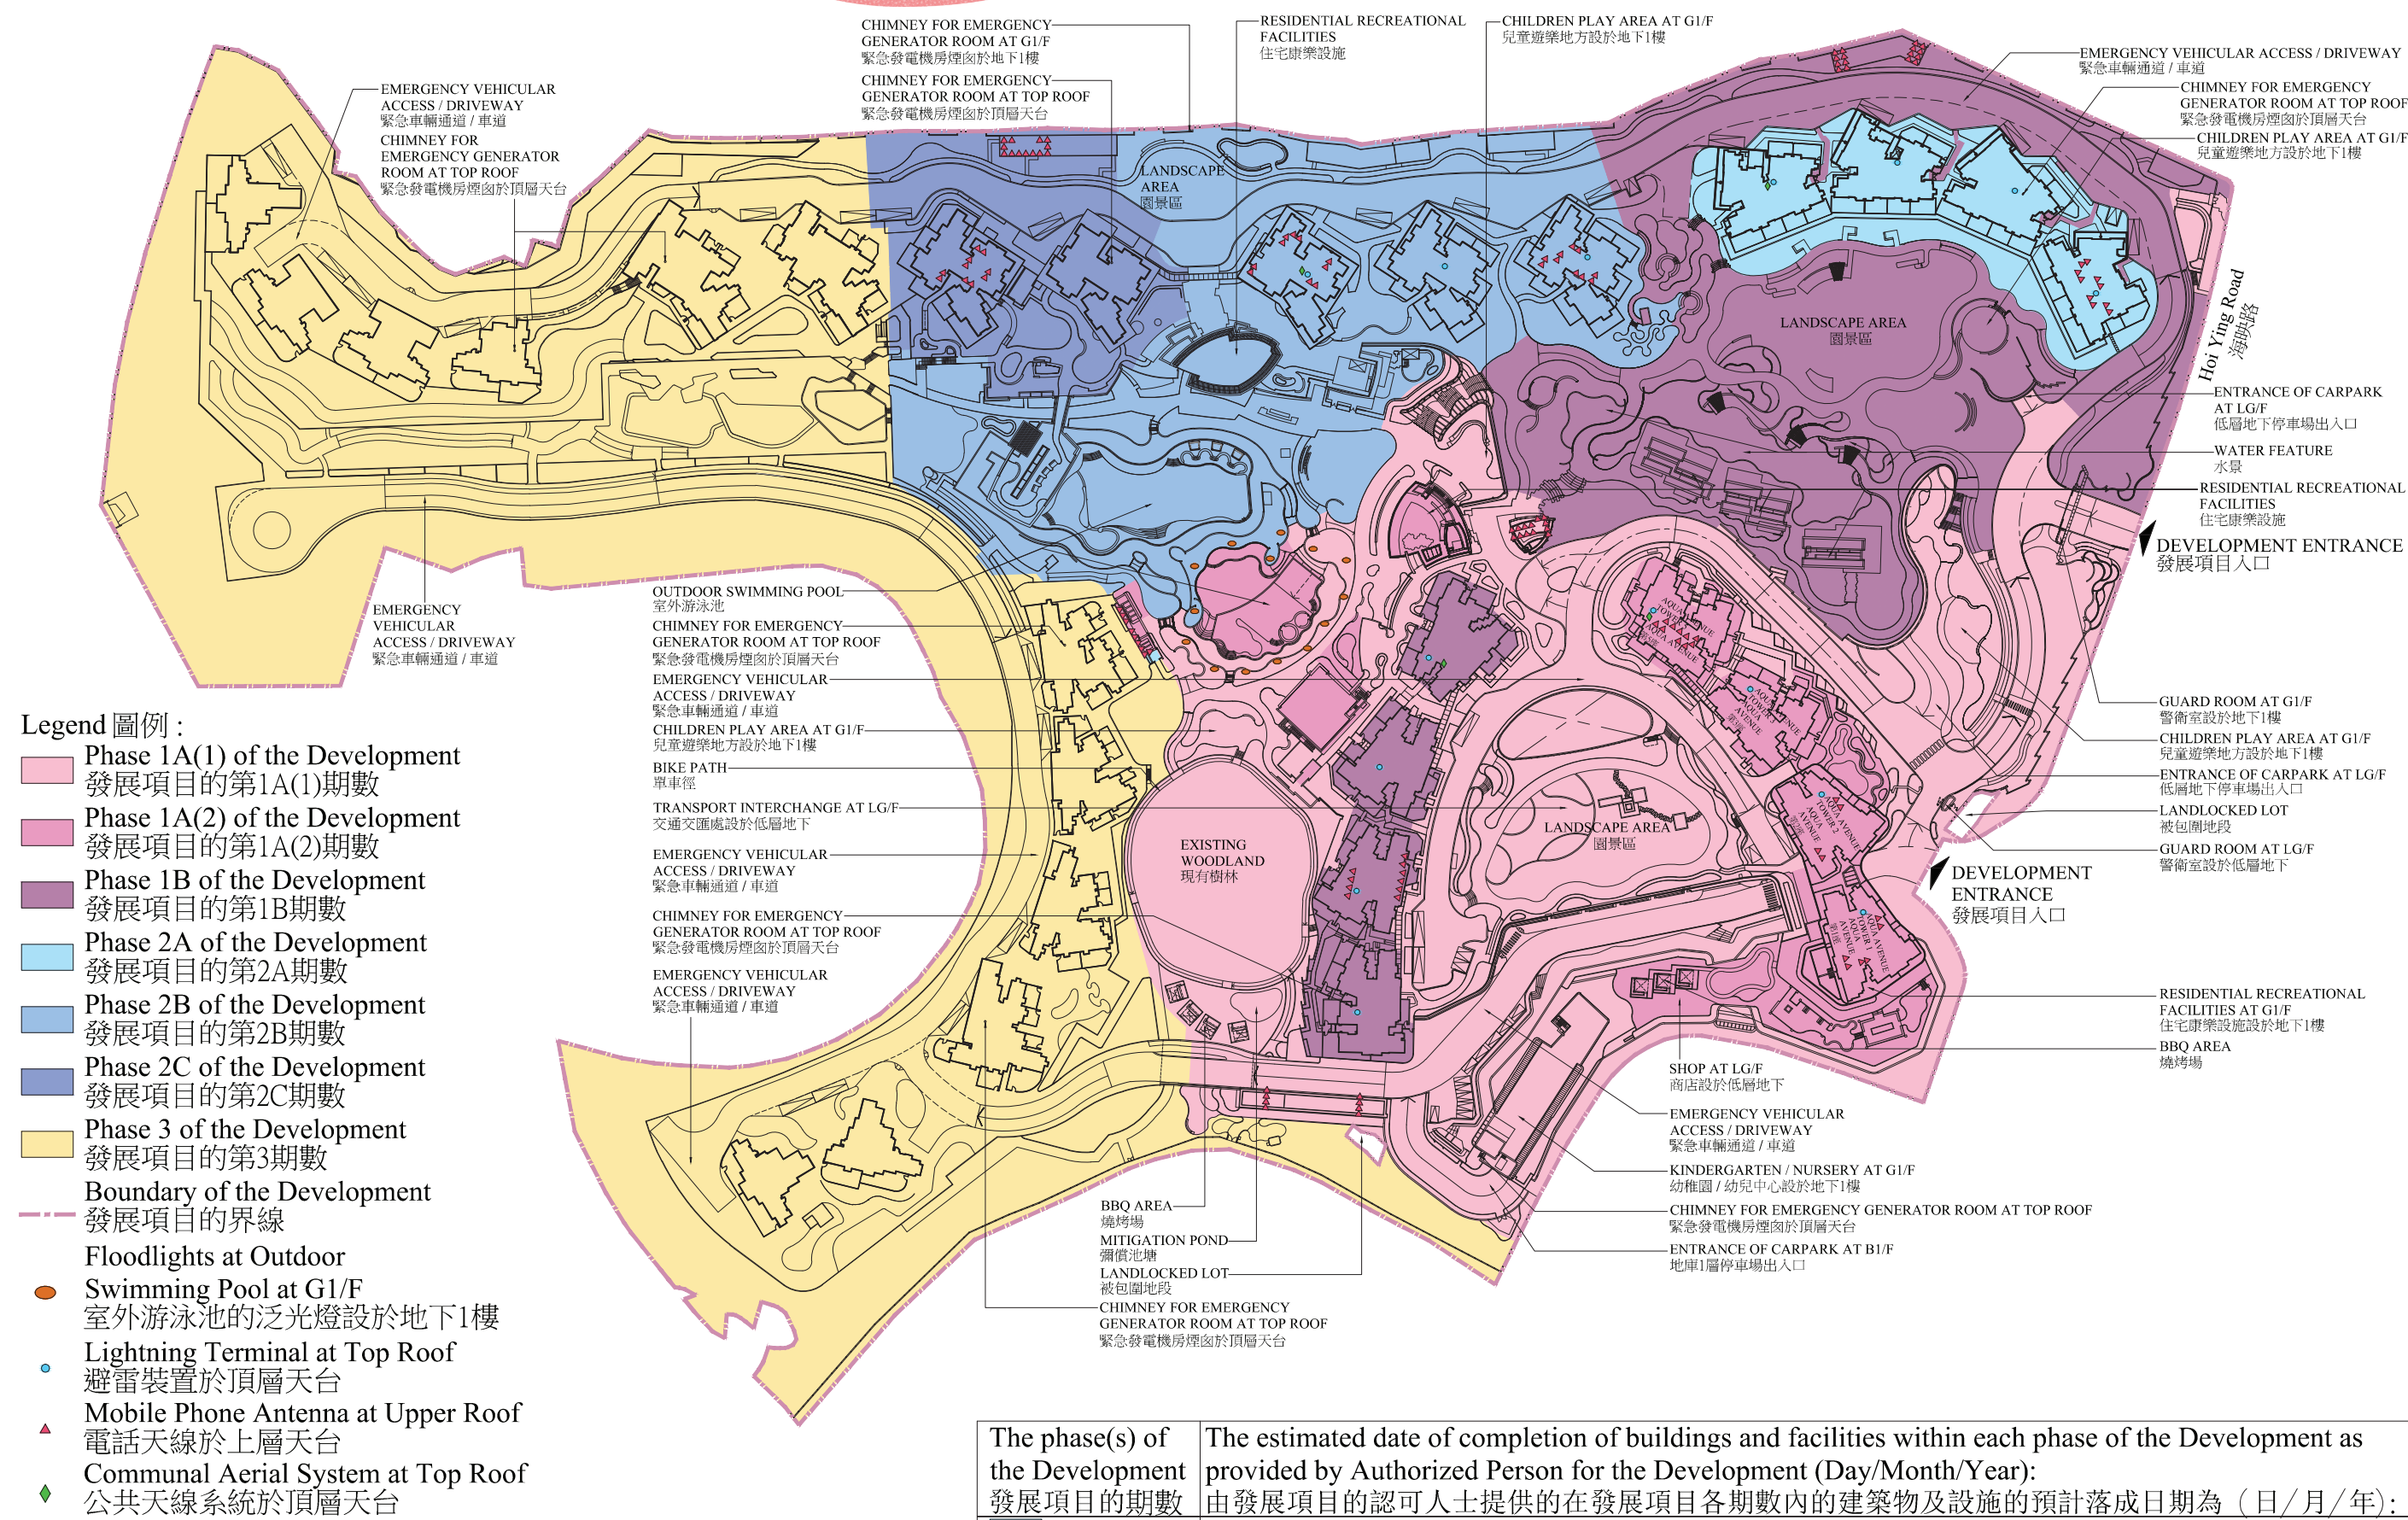 CHIMNEY FOR EMERGENCY
GENERATOR ROOM AT G1/F
緊急發電機房煙囪於地下1樓
CHIMNEY FOR EMERGENCY
GENERATOR ROOM AT TOP ROOF
緊急發電機房煙囪於頂層天台
RESIDENTIAL RECREATIONAL
FACILITIES
住宅康樂設施
CHILDREN PLAY AREA AT G1/F
兒童遊樂地方設於地下1樓
EMERGENCY VEHICULAR ACCESS / DRIVEWAY
緊急車輛通道 / 車道
CHIMNEY FOR EMERGENCY
GENERATOR ROOM AT TOP ROOF
緊急發電機房煙囪於頂層天台
CHILDREN PLAY AREA AT G1/F
兒童遊樂地方設於地下1樓
EMERGENCY VEHICULAR
ACCESS / DRIVEWAY
緊急車輛通道 / 車道
CHIMNEY FOR
EMERGENCY GENERATOR
ROOM AT TOP ROOF
緊急發電機房煙囪於頂層天台
LANDSCAPE
AREA
園景區
LANDSCAPE AREA
園景區
Hoi Ying Road
海映路
ENTRANCE OF CARPARK
AT LG/F
低層地下停車場出入口
WATER FEATURE
水景
RESIDENTIAL RECREATIONAL
FACILITIES
住宅康樂設施
DEVELOPMENT ENTRANCE
發展項目入口
EMERGENCY
VEHICULAR
ACCESS / DRIVEWAY
緊急車輛通道 / 車道
OUTDOOR SWIMMING POOL
室外游泳池
CHIMNEY FOR EMERGENCY
GENERATOR ROOM AT TOP ROOF
緊急發電機房煙囪於頂層天台
EMERGENCY VEHICULAR
ACCESS / DRIVEWAY
緊急車輛通道 / 車道
CHILDREN PLAY AREA AT G1/F
兒童遊樂地方設於地下1樓
BIKE PATH
單車徑
TRANSPORT INTERCHANGE AT LG/F
交通交匯處設於低層地下
EMERGENCY VEHICULAR
ACCESS / DRIVEWAY
緊急車輛通道 / 車道
CHIMNEY FOR EMERGENCY
GENERATOR ROOM AT TOP ROOF
緊急發電機房煙囪於頂層天台
EMERGENCY VEHICULAR
ACCESS / DRIVEWAY
緊急車輛通道 / 車道
EXISTING
WOODLAND
現有樹林
LANDSCAPE AREA
園景區
AQUA AVENUE
TOWER 2
AQUA
AVENUE
AQUA AVENUE
TOWER 1
AQUA
AVENUE
第1座
GUARD ROOM AT G1/F
警衛室設於地下1樓
CHILDREN PLAY AREA AT G1/F
兒童遊樂地方設於地下1樓
ENTRANCE OF CARPARK AT LG/F
低層地下停車場出入口
LANDLOCKED LOT
被包圍地段
GUARD ROOM AT LG/F
警衛室設於低層地下
DEVELOPMENT
ENTRANCE
發展項目入口
RESIDENTIAL RECREATIONAL
FACILITIES AT G1/F
住宅康樂設施設於地下1樓
BBQ AREA
燒烤場
SHOP AT LG/F
商店設於低層地下
EMERGENCY VEHICULAR
ACCESS / DRIVEWAY
緊急車輛通道 / 車道
KINDERGARTEN / NURSERY AT G1/F
幼稚園 / 幼兒中心設於地下1樓
CHIMNEY FOR EMERGENCY GENERATOR ROOM AT TOP ROOF
緊急發電機房煙囪於頂層天台
ENTRANCE OF CARPARK AT B1/F
地庫1層停車場出入口
BBQ AREA
燒烤場
MITIGATION POND
彌償池塘
LANDLOCKED LOT
被包圍地段
CHIMNEY FOR EMERGENCY
GENERATOR ROOM AT TOP ROOF
緊急發電機房煙囪於頂層天台
Legend 圖例 :
Phase 1A(1) of the Development
發展項目的第1A(1)期數
Phase 1A(2) of the Development
發展項目的第1A(2)期數
Phase 1B of the Development
發展項目的第1B期數
Phase 2A of the Development
發展項目的第2A期數
Phase 2B of the Development
發展項目的第2B期數
Phase 2C of the Development
發展項目的第2C期數
Phase 3 of the Development
發展項目的第3期數
Boundary of the Development
發展項目的界線
Floodlights at Outdoor
Swimming Pool at G1/F
室外游泳池的泛光燈設於地下1樓
Lightning Terminal at Top Roof
避雷裝置於頂層天台
Mobile Phone Antenna at Upper Roof
電話天線於上層天台
Communal Aerial System at Top Roof
公共天線系統於頂層天台
The phase(s) of
the Development
發展項目的期數
The estimated date of completion of buildings and facilities within each phase of the Development as
provided by Authorized Person for the Development (Day/Month/Year):
由發展項目的認可人士提供的在發展項目各期數內的建築物及設施的預計落成日期為（日/月/年）: